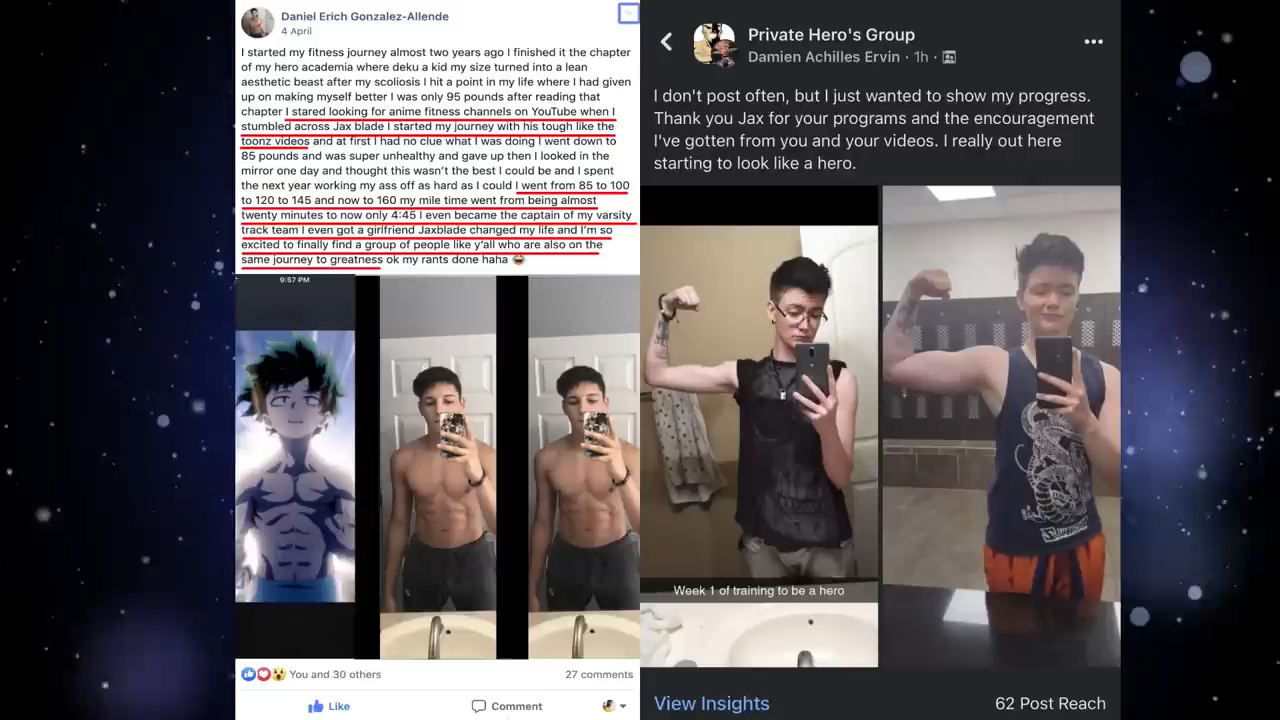 Daniel Erich Gonzalez-Allende
4 April
I started my fitness journey almost two years ago I finished it the chapter
of my hero academia where deku a kid my size turned into a lean
aesthetic beast after my scoliosis I hit a point in my life where I had given
up on making myself better I was only 95 pounds after reading that
chapter I stared looking for anime fitness channels on YouTube when I
stumbled across Jax blade I started my journey with his tough like the
toonz videos and at first I had no clue what I was doing I went down to
85 pounds and was super unhealthy and gave up then I looked in the
mirror one day and thought this wasn't the best I could be and I spent
the next year working my ass off as hard as I could I went from 85 to 100
to 120 to 145 and now to 160 my mile time went from being almost
twenty minutes to now only 4:45 I even became the captain of my varsity
track team I even got a girlfriend Jaxblade changed my life and I'm so
excited to finally find a group of people like y'all who are also on the
same journey to greatness ok my rants done haha 😂
9:57 PM
You and 30 others
27 comments
Like
Comment
Private Hero's Group
Damien Achilles Ervin · 1h ·
I don't post often, but I just wanted to show my progress.
Thank you Jax for your programs and the encouragement
I've gotten from you and your videos. I really out here
starting to look like a hero.
Week 1 of training to be a hero
View Insights
62 Post Reach